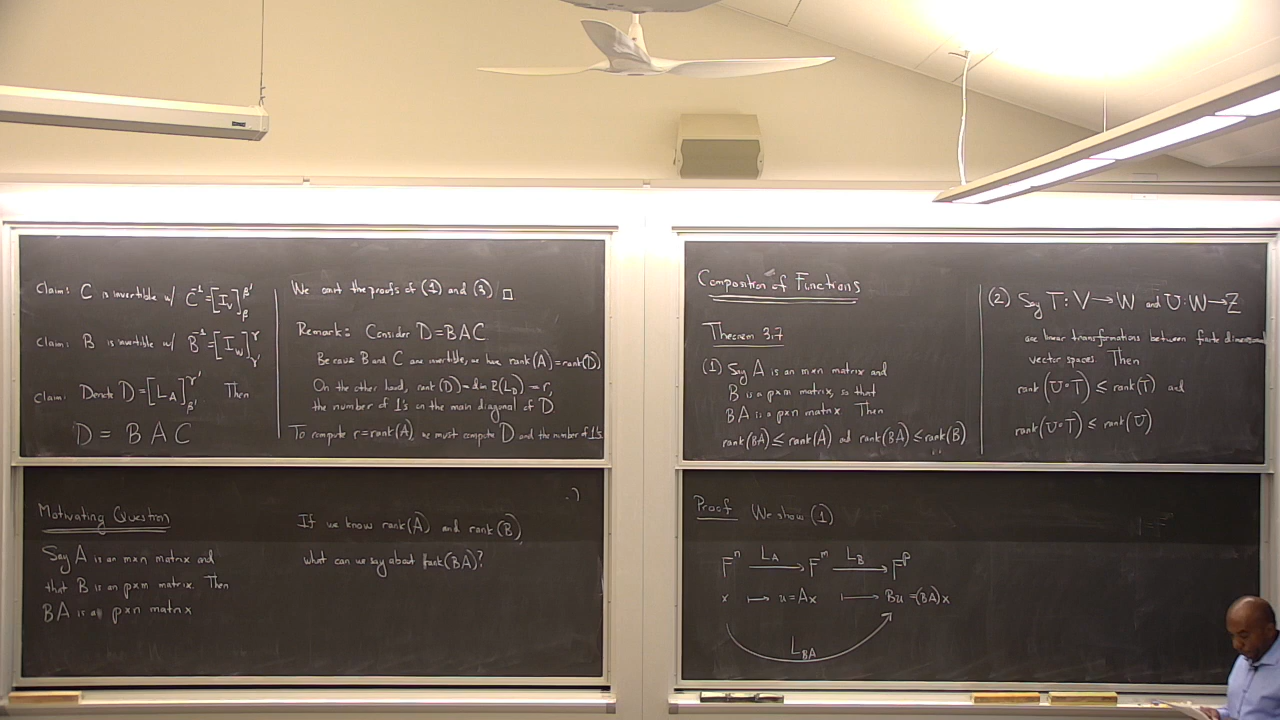 Claim: C is invertible w/ C⁻¹ = [I_V]_β^β'
Claim: B is invertible w/ B⁻¹ = [I_W]_γ'^γ
Claim: Denote D = [L_A]_β'^γ' Then
D = BAC
We omit the proofs of (1) and (3) □
Remark: Consider D = BAC
Because B and C are invertible, we have rank(A) = rank(D)
On the other hand, rank(D) = dim R(L_D) = r,
the number of 1's on the main diagonal of D
To compute r = rank(A), we must compute D and the number of 1's
Motivating Question
Say A is an m×n matrix and
that B is an p×m matrix. Then
BA is a p×n matrix
If we know rank(A) and rank(B),
what can we say about rank(BA)?
Composition of Functions
Theorem 3.7
(1) Say A is an m×n matrix and
B is a p×m matrix, so that
BA is a p×n matrix Then
rank(BA) ≤ rank(A) and rank(BA) ≤ rank(B)
(2) Say T: V → W and U: W → Z
are linear transformations between finite dimensional
vector spaces. Then
rank(U∘T) ≤ rank(T) and
rank(U∘T) ≤ rank(U)
Proof We show (1)
Fⁿ L_A → Fᵐ L_B → Fᵖ
x ↦ u = Ax ↦ Bu = (BA)x
L_BA